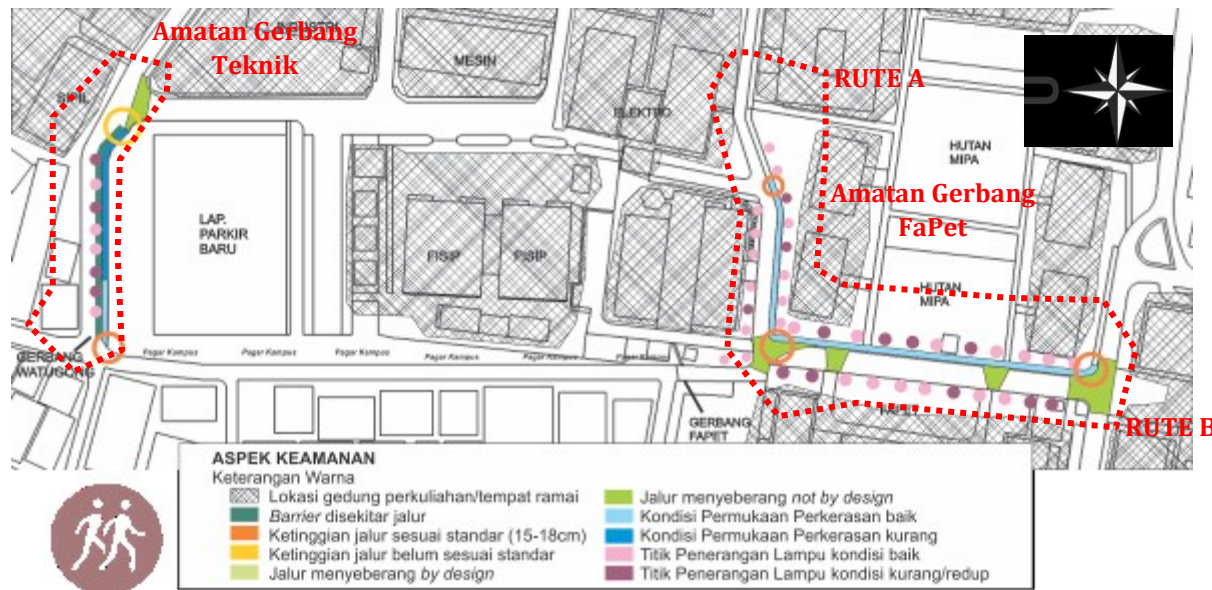 INDUSTRI
Amatan Gerbang
Teknik
MESIN
SIPIL
RUTE A
ELEKTRO
HUTAN
MIPA
Amatan Gerbang
FaPet
LAP.
PARKIR
BARU
FISIP
FISIP
HUTAN
MIPA
GERBANG
WATUGONG
Pagar Kampus
Pagar Kampus
Pagar Kampus
Pagar Kampus
Pagar Kampus
Pagar Kampus
GERBANG
FAPET
RUTE B
ASPEK KEAMANAN
Keterangan Warna
Lokasi gedung perkuliahan/tempat ramai
Barrier disekitar jalur
Ketinggian jalur sesuai standar (15-18cm)
Ketinggian jalur belum sesuai standar
Jalur menyeberang by design
Jalur menyeberang not by design
Kondisi Permukaan Perkerasan baik
Kondisi Permukaan Perkerasan kurang
Titik Penerangan Lampu kondisi baik
Titik Penerangan Lampu kondisi kurang/redup